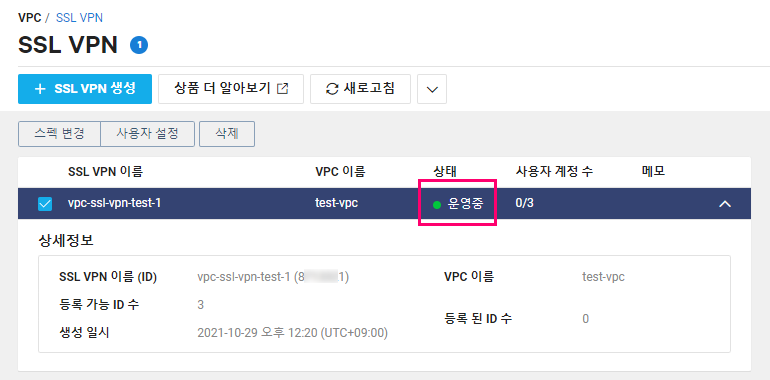 VPC / SSL VPN
SSL VPN 1
+ SSL VPN 생성 상품 더 알아보기 새로고침
스펙 변경 사용자 설정 삭제
SSL VPN 이름 VPC 이름 상태 사용자 계정 수 메모
vpc-ssl-vpn-test-1 test-vpc 운영중 0/3
상세정보
SSL VPN 이름 (ID) vpc-ssl-vpn-test-1 (8 1) VPC 이름 test-vpc
등록 가능 ID 수 3 등록 된 ID 수 0
생성 일시 2021-10-29 오후 12:20 (UTC+09:00)